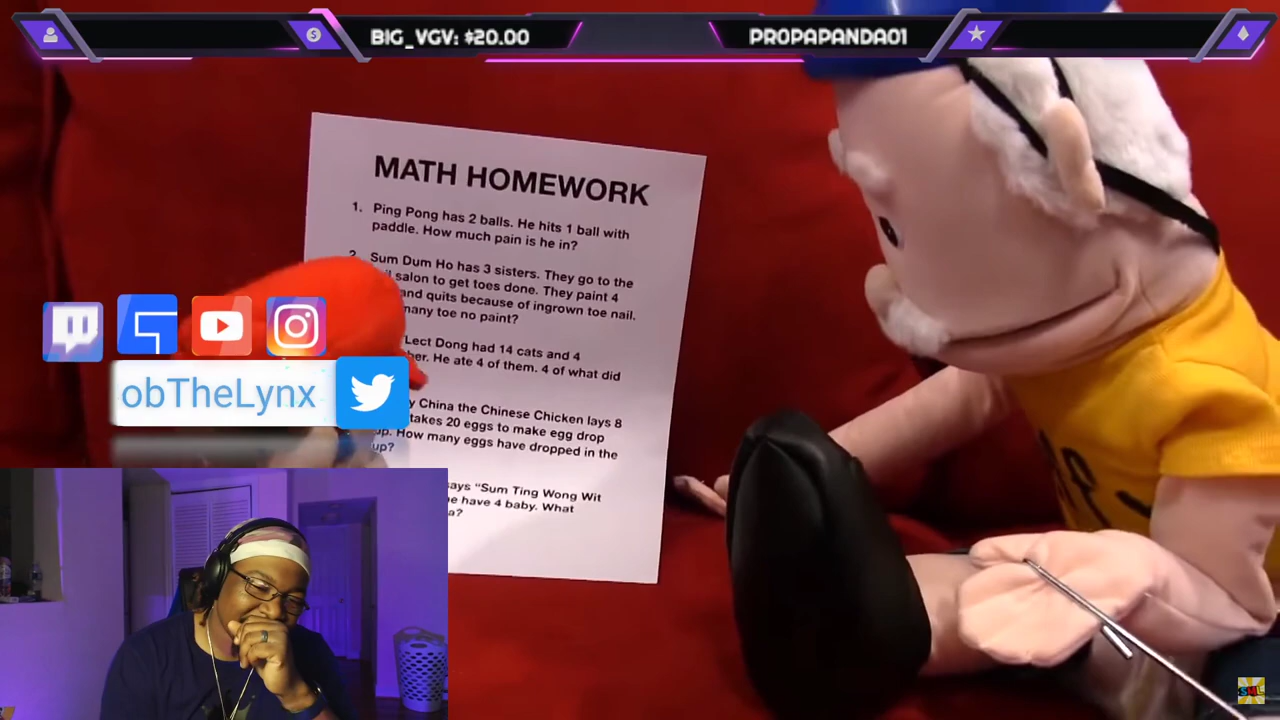 BIG_VGV: $20.00
PR0PAPANDA01
MATH HOMEWORK
1. Ping Pong has 2 balls. He hits 1 ball with
paddle. How much pain is he in?
2. Sum Dum Ho has 3 sisters. They go to the
salon to get toes done. They paint 4
and quits because of ingrown toe nail.
many toe no paint?
Lect Dong had 14 cats and 4
He ate 4 of them. 4 of what did
China the Chinese Chicken lays 8
takes 20 eggs to make egg drop
How many eggs have dropped in the
up?
says "Sum Ting Wong Wit
have 4 baby. What
obTheLynx
SML